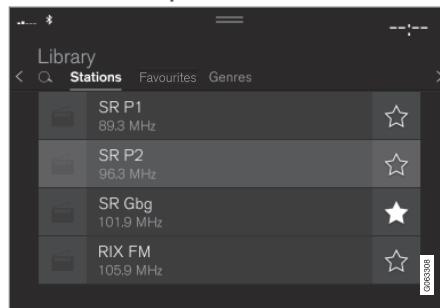 --:--
Library
Stations Favourites Genres
SR P1
89.3 MHz
SR P2
96.3 MHz
SR Gbg
101.9 MHz
RIX FM
105.9 MHz
G063308